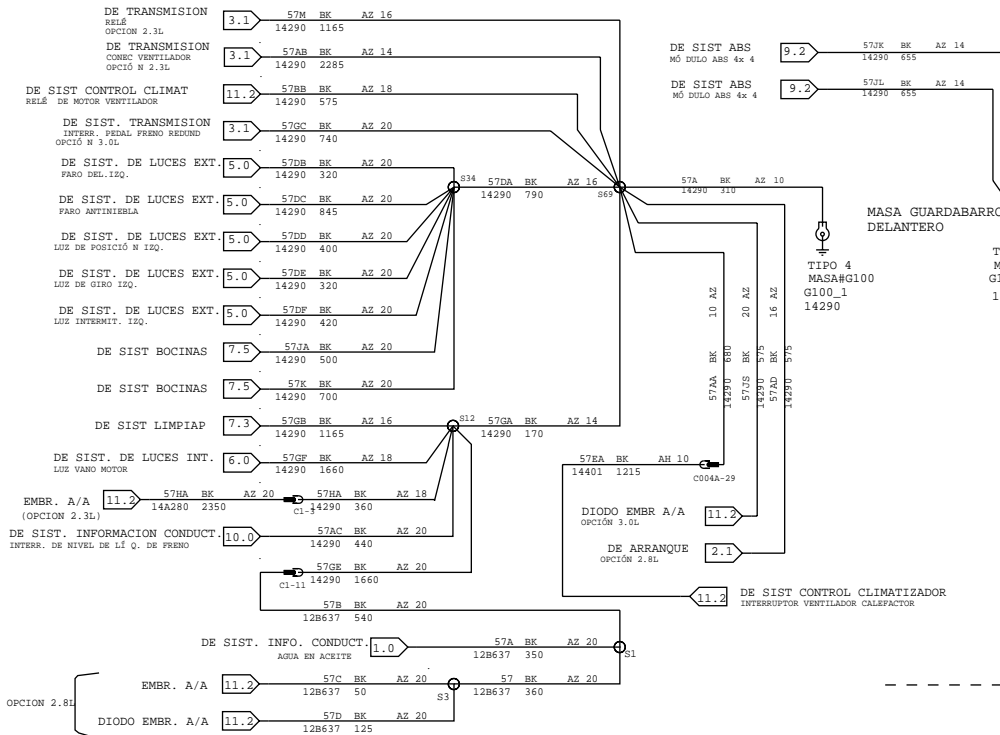 DE TRANSMISION
RELÊ
OPCION 2.3L
3.1
57M BK AZ 16
14290 1165
DE TRANSMISION
CONEC VENTILADOR
OPCIÓ N 2.3L
3.1
57AB BK AZ 14
14290 2285
DE SIST CONTROL CLIMAT
RELÊ DE MOTOR VENTILADOR
11.2
57BB BK AZ 18
14290 575
DE SIST. TRANSMISION
INTERR. PEDAL FRENO REDUND
OPCIÓ N 3.0L
3.1
57GC BK AZ 20
14290 740
DE SIST. DE LUCES EXT.
FARO DEL.IZQ.
5.0
57DB BK AZ 20
14290 320
DE SIST. DE LUCES EXT.
FARO ANTINIEBLA
5.0
57DC BK AZ 20
14290 845
DE SIST. DE LUCES EXT.
LUZ DE POSICIÓ N IZQ.
5.0
57DD BK AZ 20
14290 400
DE SIST. DE LUCES EXT.
LUZ DE GIRO IZQ.
5.0
57DE BK AZ 20
14290 320
DE SIST. DE LUCES EXT.
LUZ INTERMIT. IZQ.
5.0
57DF BK AZ 20
14290 420
DE SIST BOCINAS
7.5
57JA BK AZ 20
14290 500
DE SIST BOCINAS
7.5
57K BK AZ 20
14290 700
DE SIST LIMPIAP
7.3
57GB BK AZ 16
14290 1165
DE SIST. DE LUCES INT.
LUZ VANO MOTOR
6.0
57GF BK AZ 18
14290 1660
EMBR. A/A
(OPCION 2.3L)
11.2
57HA BK AZ 20
14A280 2350
C1-3
57HA BK AZ 18
14290 360
DE SIST. INFORMACION CONDUCT.
INTERR. DE NIVEL DE LÍ Q. DE FRENO
10.0
57AC BK AZ 20
14290 440
C1-11
57GE BK AZ 20
14290 1660
57B BK AZ 20
12B637 540
DE SIST. INFO. CONDUCT.
AGUA EN ACEITE
1.0
57A BK AZ 20
12B637 350
S1
OPCION 2.8L
EMBR. A/A
11.2
57C BK AZ 20
12B637 50
S3
57 BK AZ 20
12B637 360
DIODO EMBR. A/A
11.2
57D BK AZ 20
12B637 125
S34
57DA BK AZ 16
14290 790
S69
S12
57GA BK AZ 14
14290 170
57A BK AZ 10
14290 310
TIPO 4
MASA#G100
G100_1
14290
DE SIST ABS
MÓ DULO ABS 4x 4
9.2
57JK BK AZ 14
14290 655
DE SIST ABS
MÓ DULO ABS 4x 4
9.2
57JL BK AZ 14
14290 655
MASA GUARDABARRO
DELANTERO
T
M
G1
1
57AA BK 10 AZ
14290 680
57JS BK 20 AZ
14290 575
57AD BK 16 AZ
14290 575
57EA BK AH 10
14401 1215
C004A-29
DIODO EMBR A/A
OPCIÓN 3.0L
11.2
DE ARRANQUE
OPCIÓN 2.8L
2.1
11.2
DE SIST CONTROL CLIMATIZADOR
INTERRUPTOR VENTILADOR CALEFACTOR